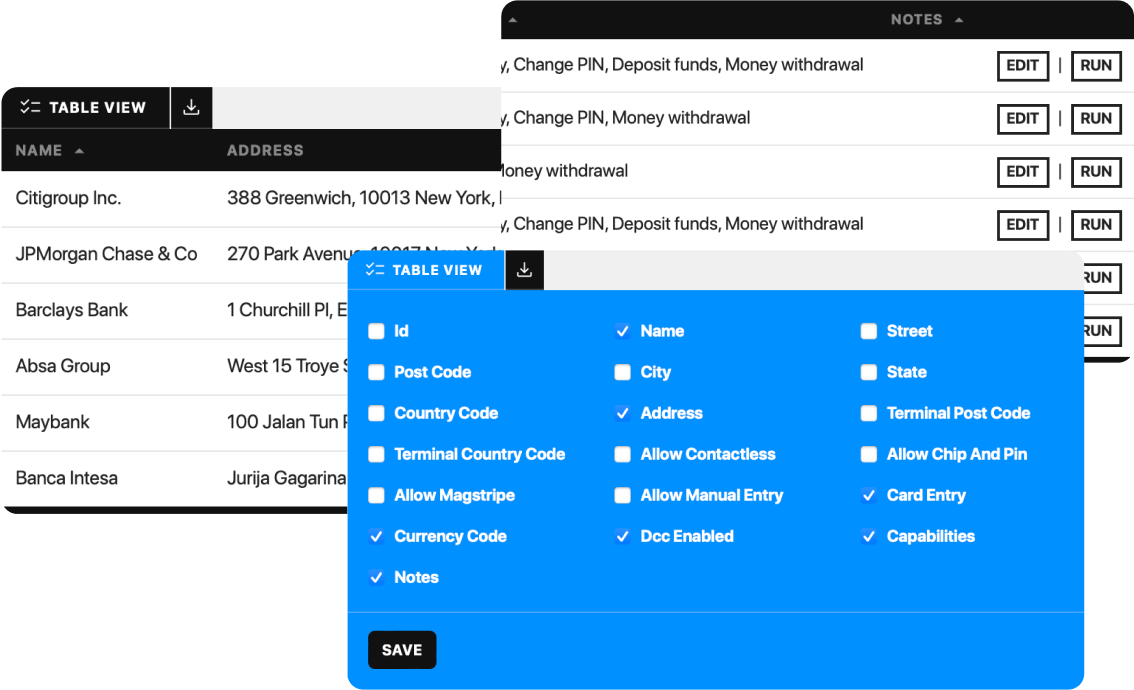 NOTES
y, Change PIN, Deposit funds, Money withdrawal EDIT | RUN
y, Change PIN, Money withdrawal EDIT | RUN
Money withdrawal EDIT | RUN
y, Change PIN, Deposit funds, Money withdrawal EDIT | RUN
RUN
RUN
TABLE VIEW
NAME ADDRESS
Citigroup Inc. 388 Greenwich, 10013 New York,
JPMorgan Chase & Co 270 Park Avenue, 10017 New York
Barclays Bank 1 Churchill Pl, E
Absa Group West 15 Troye S
Maybank 100 Jalan Tun P
Banca Intesa Jurija Gagarina
TABLE VIEW
Id Name Street
Post Code City State
Country Code Address Terminal Post Code
Terminal Country Code Allow Contactless Allow Chip And Pin
Allow Magstripe Allow Manual Entry Card Entry
Currency Code Dcc Enabled Capabilities
Notes
SAVE